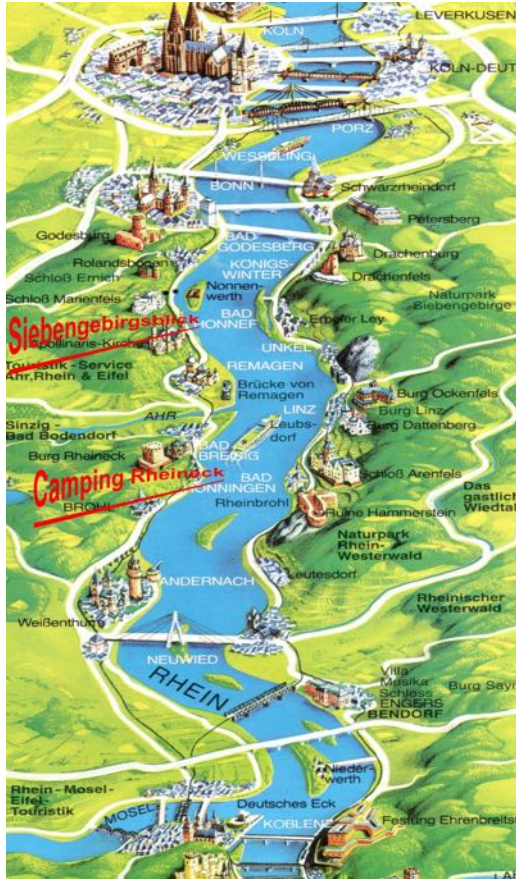 LEVERKUSEN
KÖLN
KÖLN-DEUT
PORZ
WESSELING
BONN
Schwarzrheindorf
Petersberg
Godesburg
BAD
GODESBERG
Rolandsbogen
KÖNIGS-
WINTER
Drachenburg
Schloß Ernich
Drachenfels
Nonnen-
werth
Schloß Marienfels
Naturpark
Siebengebirge
Siebengebirgsblick
BAD
HONNEF
Erpeler Ley
Apollinaris-Kirche
UNKEL
Touristik-Service
Ahr, Rhein & Eifel
REMAGEN
Brücke von
Remagen
Burg Ockenfels
LINZ
Burg Linz
AHR
Leubs-
dorf
Burg Dattenberg
Sinzig -
Bad Bodendorf
BAD
BREISIG
Burg Rheineck
Schloß Arenfels
Camping Rheineck
BAD
HÖNNINGEN
Das
gastlich
Wiedtal
BROHL
Rheinbrohl
Ruine Hammerstein
Naturpark
Rhein-
Westerwald
Leutesdorf
ANDERNACH
Rheinischer
Westerwald
Weißenthurm
NEUWIED
RHEIN
Villa
Musika
Schloss
ENGERS
BENDORF
Burg Sayn
Nieder-
werth
Rhein-Mosel-
Eifel-
Touristik
MOSEL
Deutsches Eck
KOBLENZ
Festung Ehrenbreits